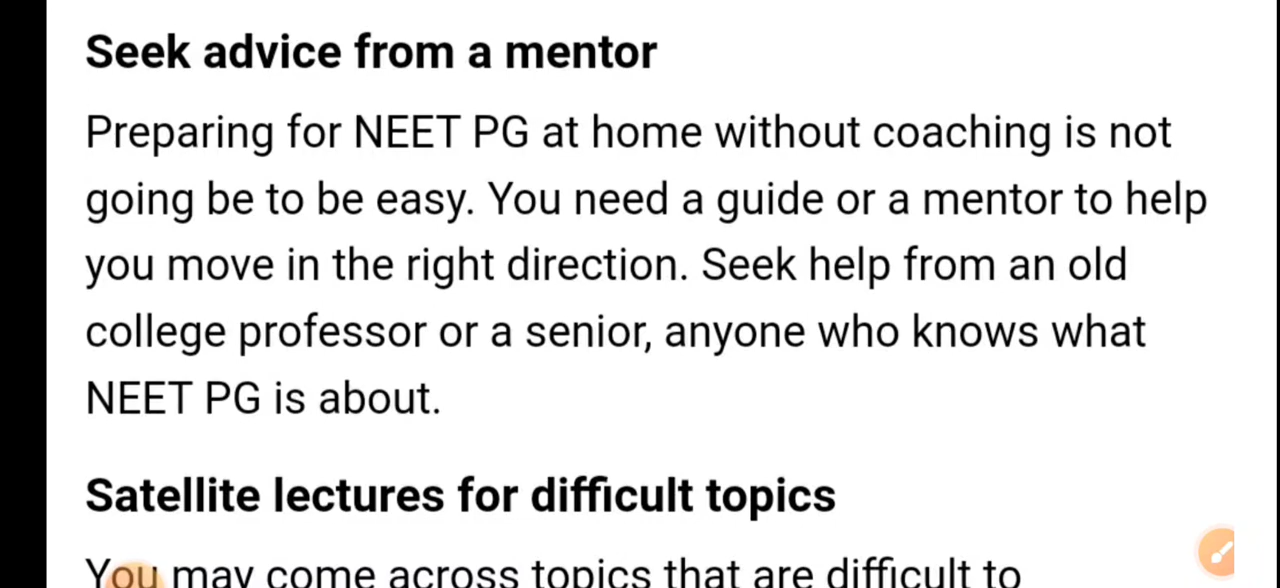 Seek advice from a mentor
Preparing for NEET PG at home without coaching is not
going be to be easy. You need a guide or a mentor to help
you move in the right direction. Seek help from an old
college professor or a senior, anyone who knows what
NEET PG is about.
Satellite lectures for difficult topics
You may come across topics that are difficult to